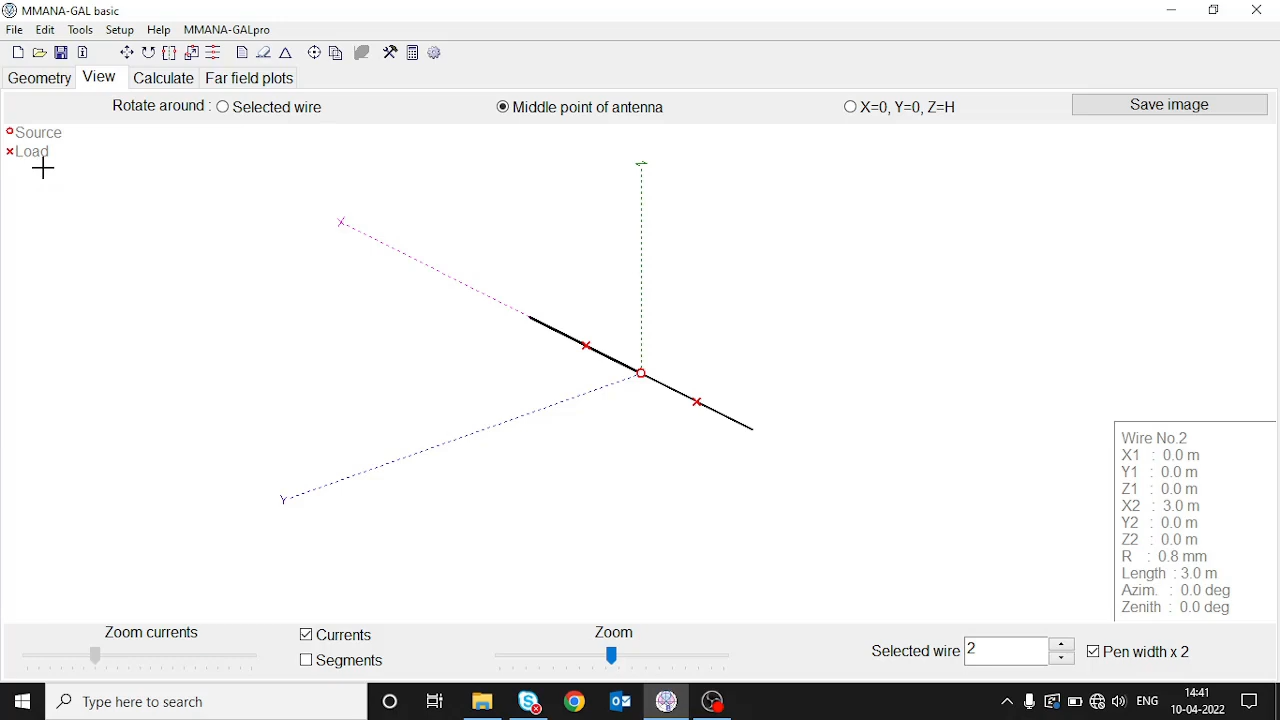 MMANA-GAL basic
File Edit Tools Setup Help MMANA-GALpro
Geometry View Calculate Far field plots
Rotate around : Selected wire Middle point of antenna X=0, Y=0, Z=H Save image
Source
Load
X
Y
Wire No.2
X1 : 0.0 m
Y1 : 0.0 m
Z1 : 0.0 m
X2 : 3.0 m
Y2 : 0.0 m
Z2 : 0.0 m
R : 0.8 mm
Length : 3.0 m
Azim. : 0.0 deg
Zenith : 0.0 deg
Zoom currents Currents Zoom
Segments Selected wire 2 Pen width x 2
Type here to search ENG 14:41
10-04-2022